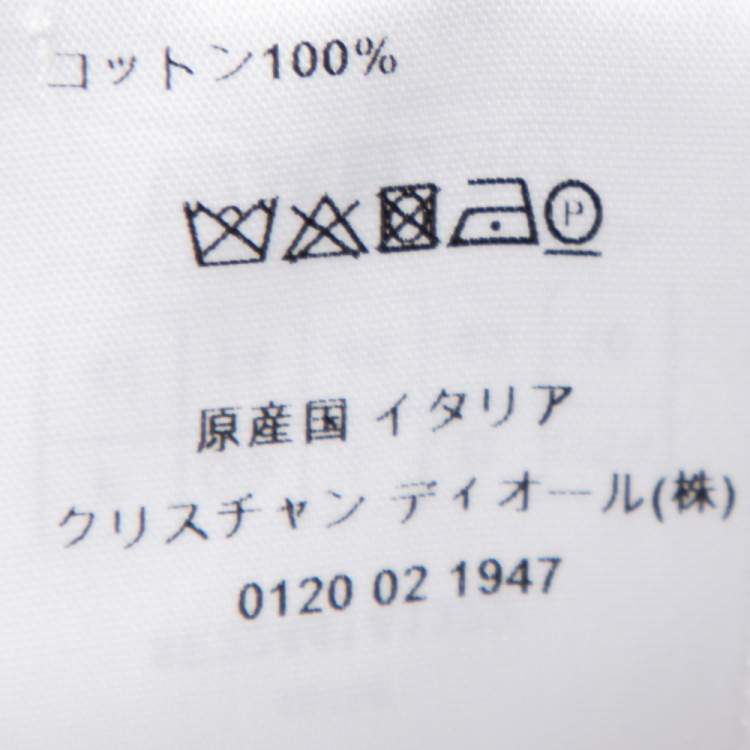 コットン100%
P
原産国 イタリア
クリスチャン ディオール(株)
0120 02 1947